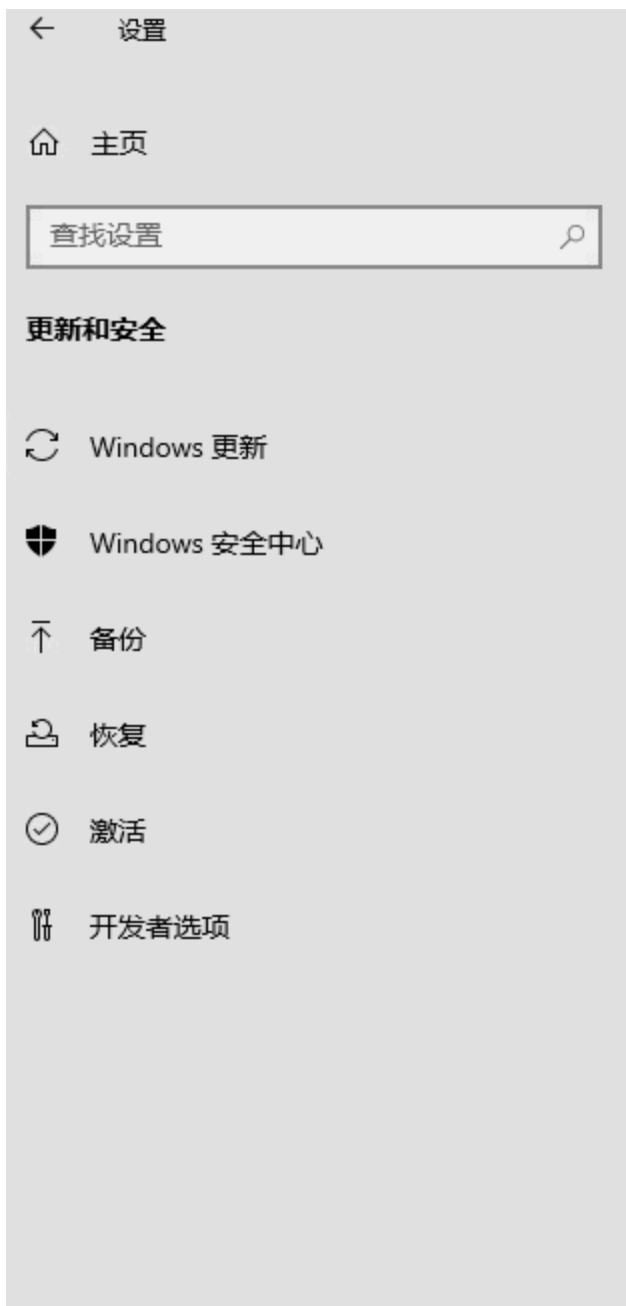 设置
主页
查找设置
更新和安全
Windows 更新
Windows 安全中心
备份
恢复
激活
开发者选项